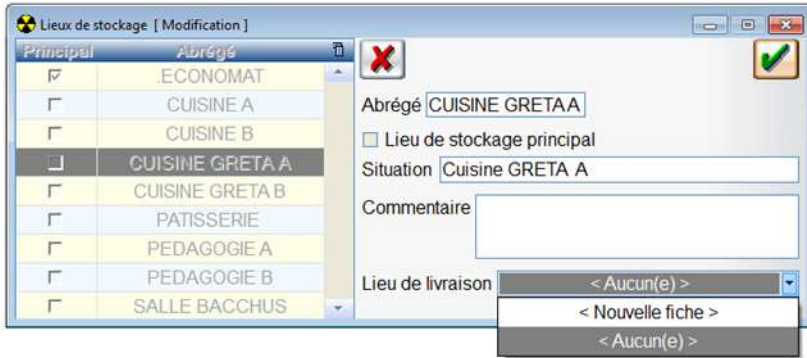 Lieux de stockage [ Modification ]
Principal Abrégé
.ECONOMAT
CUISINE A
CUISINE B
CUISINE GRETA A
CUISINE GRETA B
PATISSERIE
PEDAGOGIE A
PEDAGOGIE B
SALLE BACCHUS
Abrégé CUISINE GRETA A
Lieu de stockage principal
Situation Cuisine GRETA A
Commentaire
Lieu de livraison < Aucun(e) >
< Nouvelle fiche >
< Aucun(e) >